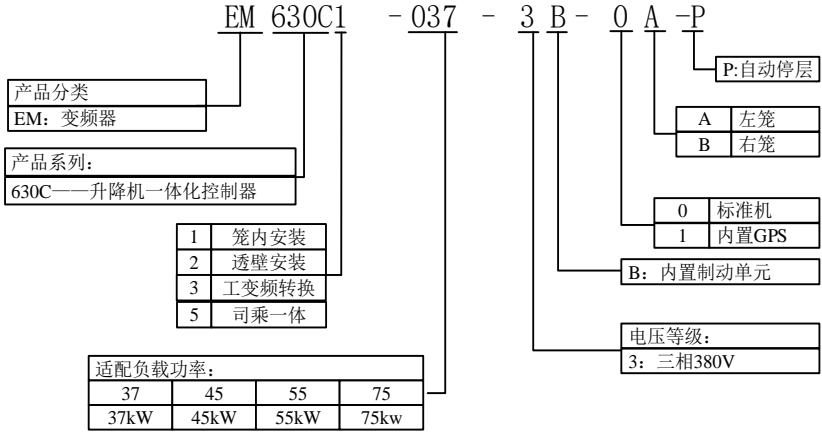 EM 630C1 - 037 - 3 B - 0 A - P
P:自动停层
产品分类
EM：变频器
A 左笼
B 右笼
产品系列：
630C——升降机一体化控制器
0 标准机
1 内置GPS
1 笼内安装
2 透壁安装
3 工变频转换
5 司乘一体
B：内置制动单元
电压等级：
3：三相380V
适配负载功率：
37 45 55 75
37kW 45kW 55kW 75kw